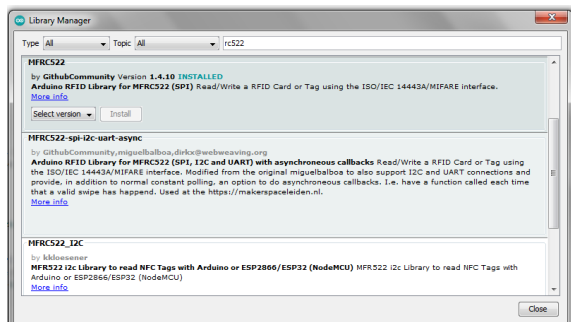 Library Manager
Type All Topic All rc522
MFRC522
by GithubCommunity Version 1.4.10 INSTALLED
Arduino RFID Library for MFRC522 (SPI) Read/Write a RFID Card or Tag using the ISO/IEC 14443A/MIFARE interface.
More info
Select version Install
MFRC522-spi-i2c-uart-async
by GithubCommunity,miguelbalboa,dirkx@webweaving.org
Arduino RFID Library for MFRC522 (SPI, I2C and UART) with asynchroneous callbacks Read/Write a RFID Card or Tag using
the ISO/IEC 14443A/MIFARE interface. Modified from the original miguelbalboa to also support I2C and UART connections and
provide, in addition to normal constant polling, an option to do asynchroneous callbacks. I.e. have a function called each time
that a valid swipe has happend. Used at the https://makerspaceleiden.nl.
More info
MFRC522_I2C
by kkloesener
MFR522 i2c Library to read NFC Tags with Arduino or ESP2866/ESP32 (NodeMCU) MFR522 i2c Library to read NFC Tags with
Arduino or ESP2866/ESP32 (NodeMCU)
More info
Close